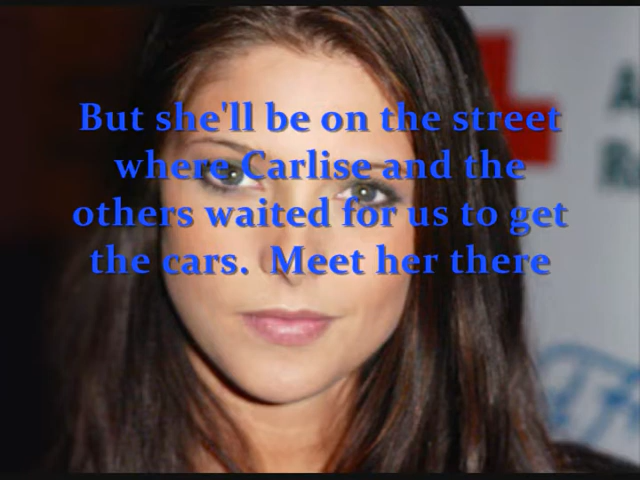 But she'll be on the street
where Carlise and the
others waited for us to get
the cars.  Meet her there